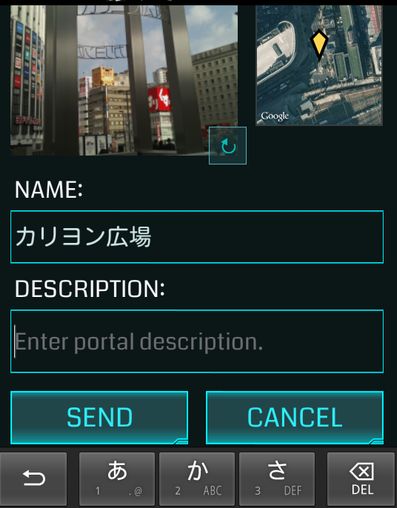 Google
NAME:
カリヨン広場
DESCRIPTION:
Enter portal description.
SEND
CANCEL
あ
1 .@
か
2 ABC
さ
3 DEF
DEL